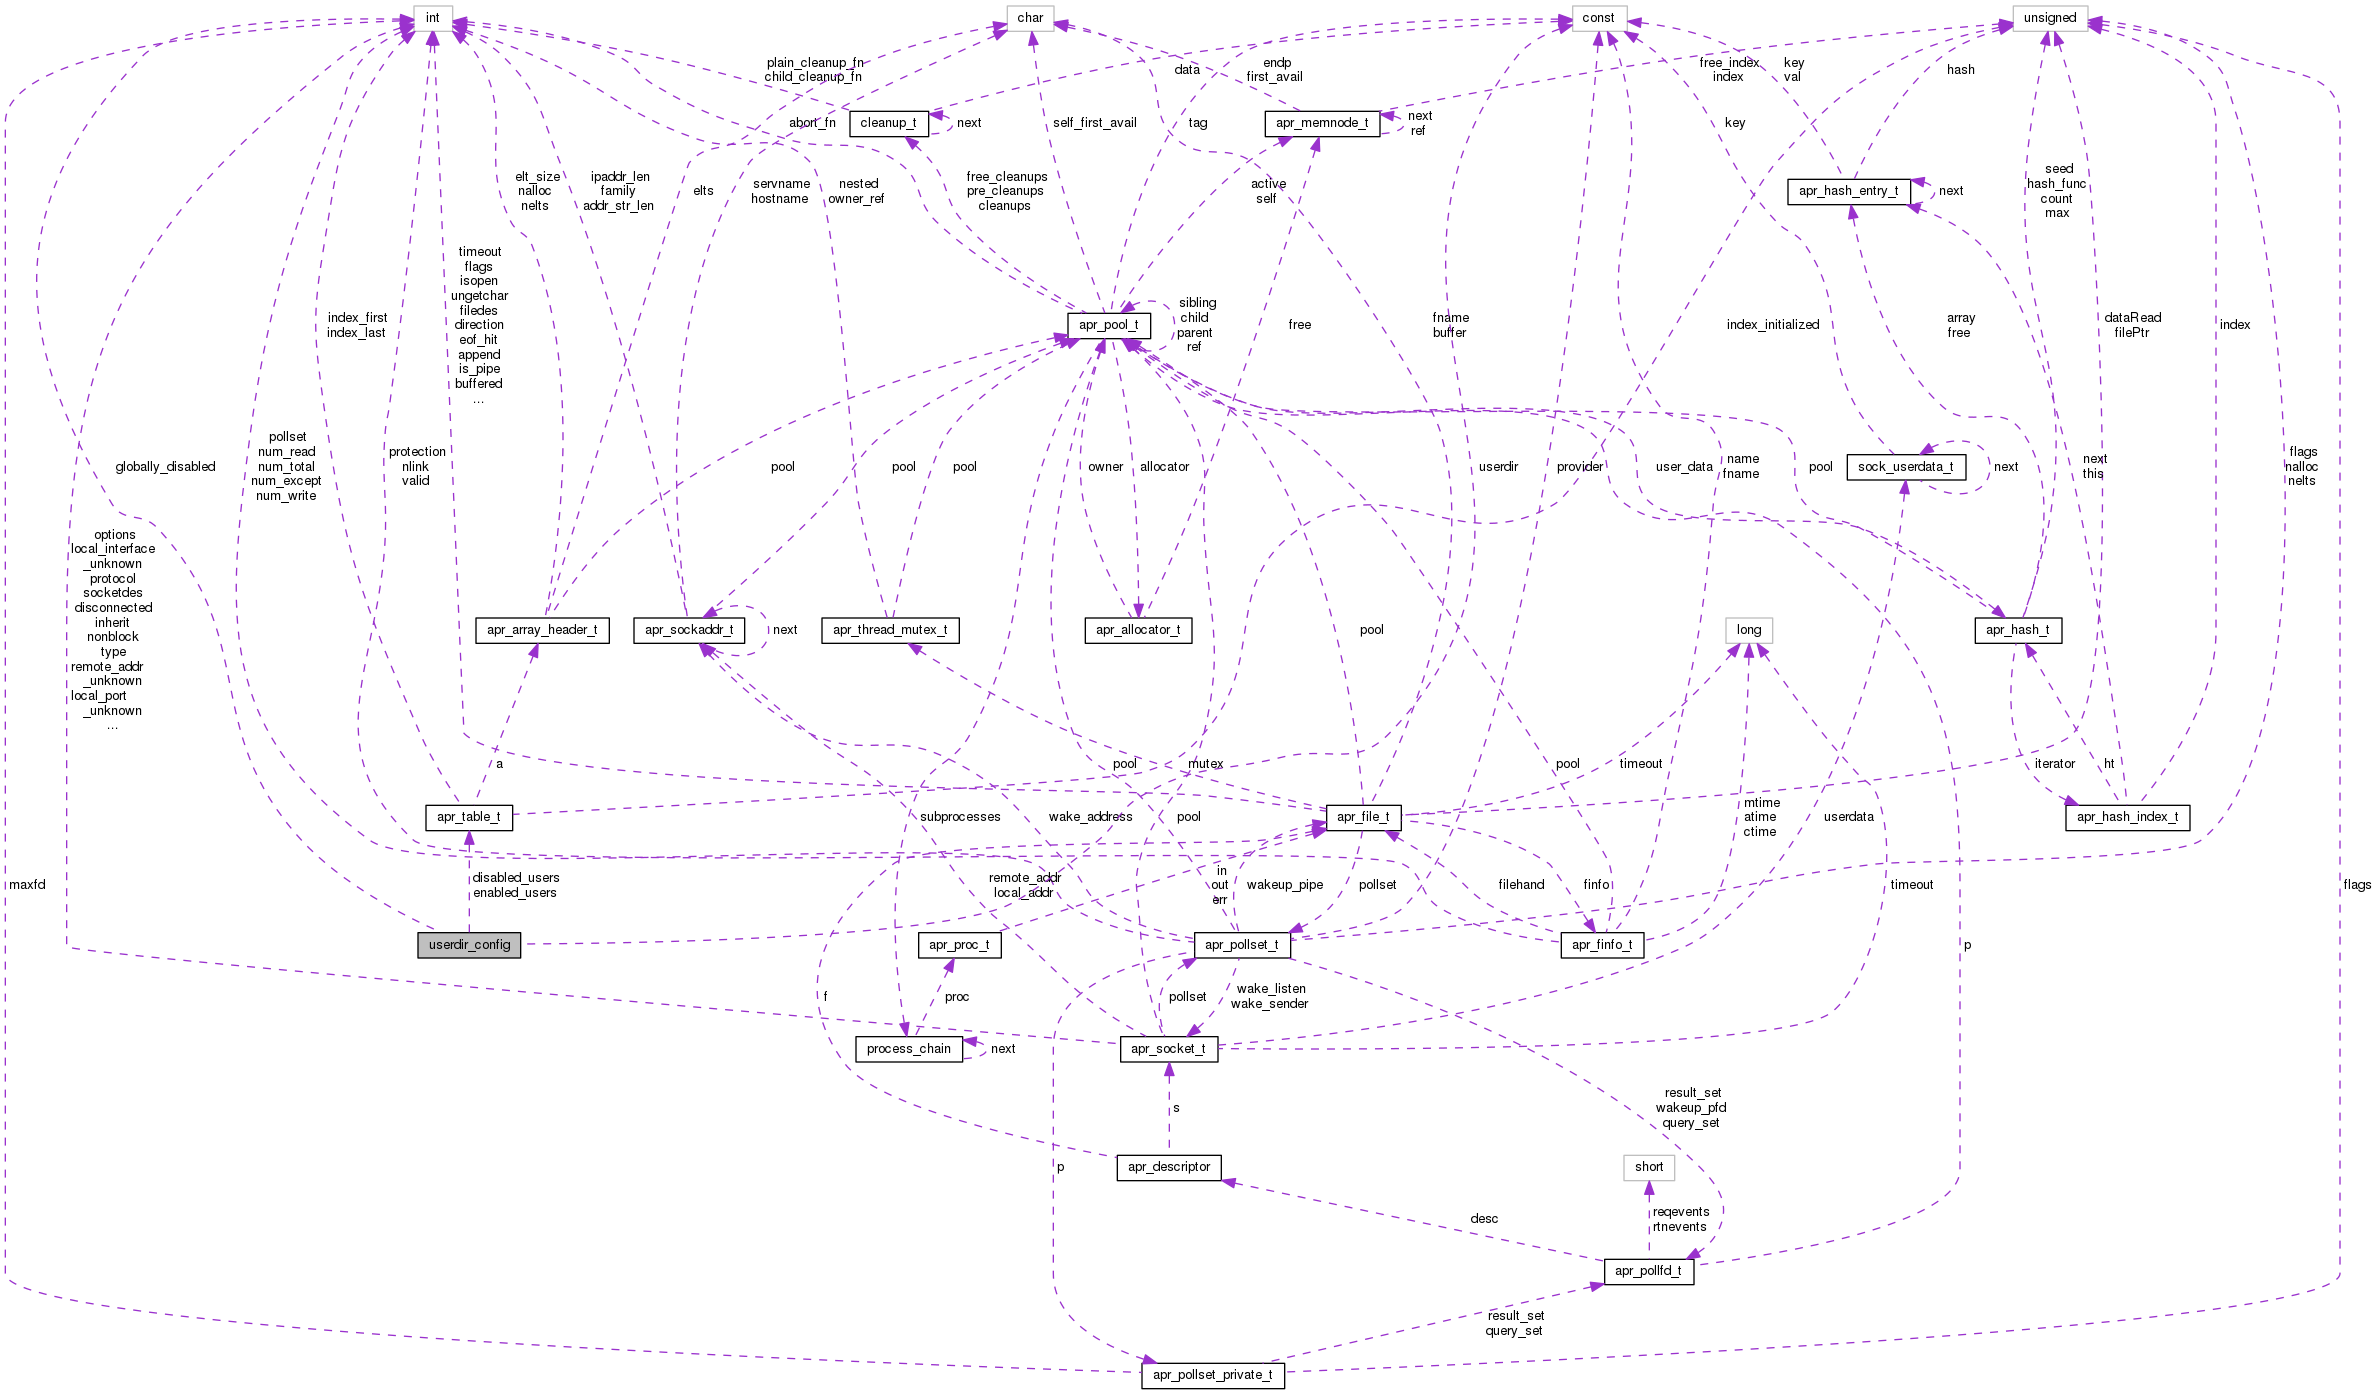 int
char
const
unsigned
plain_cleanup_fn
child_cleanup_fn
data
endp
first_avail
free_index
index
key
val
hash
cleanup_t
next
abort_fn
self_first_avail
tag
apr_memnode_t
next
ref
key
elt_size
nalloc
nelts
ipaddr_len
family
addr_str_len
elts
servname
hostname
nested
owner_ref
free_cleanups
pre_cleanups
cleanups
active
self
apr_hash_entry_t
next
seed
hash_func
count
max
timeout
flags
isopen
ungetchar
filedes
direction
eof_hit
append
is_pipe
buffered
...
index_first
index_last
apr_pool_t
sibling
child
parent
ref
free
fname
buffer
index_initialized
array
free
dataRead
filePtr
index
globally_disabled
pollset
num_read
num_total
num_except
num_write
protection
nlink
valid
pool
pool
pool
owner
allocator
userdir
provider
user_data
name
fname
pool
sock_userdata_t
next
next
this
flags
nalloc
nelts
options
local_interface
_unknown
protocol
socketdes
disconnected
inherit
nonblock
type
remote_addr
_unknown
local_port
_unknown
...
apr_array_header_t
apr_sockaddr_t
next
apr_thread_mutex_t
apr_allocator_t
pool
long
apr_hash_t
a
pool
mutex
timeout
pool
iterator
ht
apr_table_t
subprocesses
wake_address
pool
apr_file_t
mtime
atime
ctime
userdata
apr_hash_index_t
maxfd
disabled_users
enabled_users
remote_addr
local_addr
in
out
err
wakeup_pipe
pollset
filehand
finfo
timeout
flags
userdir_config
apr_proc_t
apr_pollset_t
apr_finfo_t
p
f
proc
pollset
wake_listen
wake_sender
process_chain
next
apr_socket_t
s
result_set
wakeup_pfd
query_set
p
apr_descriptor
short
desc
reqevents
rtnevents
apr_pollfd_t
result_set
query_set
apr_pollset_private_t